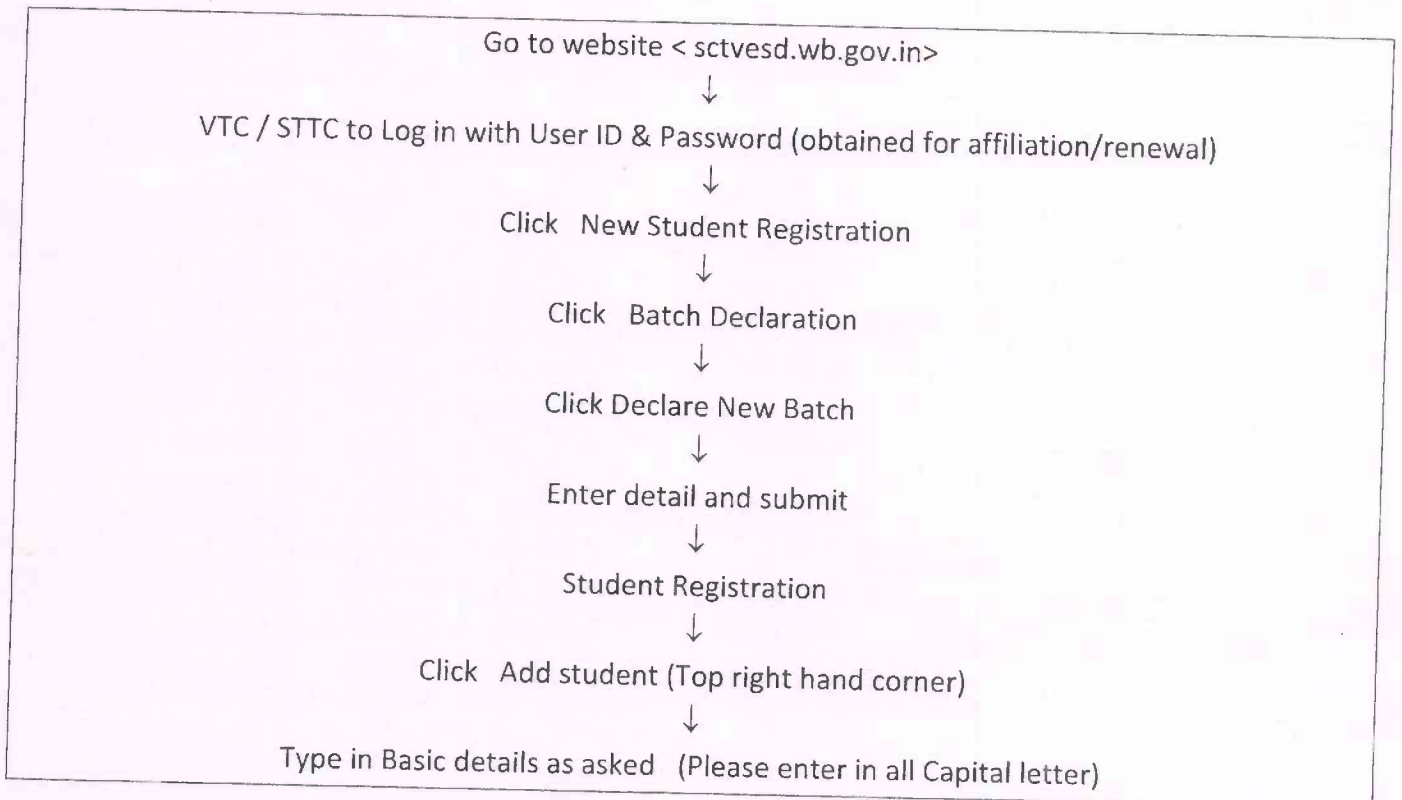 Go to website < sctvesd.wb.gov.in>
↓
VTC / STTC to Log in with User ID & Password (obtained for affiliation/renewal)
↓
Click New Student Registration
↓
Click Batch Declaration
↓
Click Declare New Batch
↓
Enter detail and submit
↓
Student Registration
↓
Click Add student (Top right hand corner)
↓
Type in Basic details as asked (Please enter in all Capital letter)